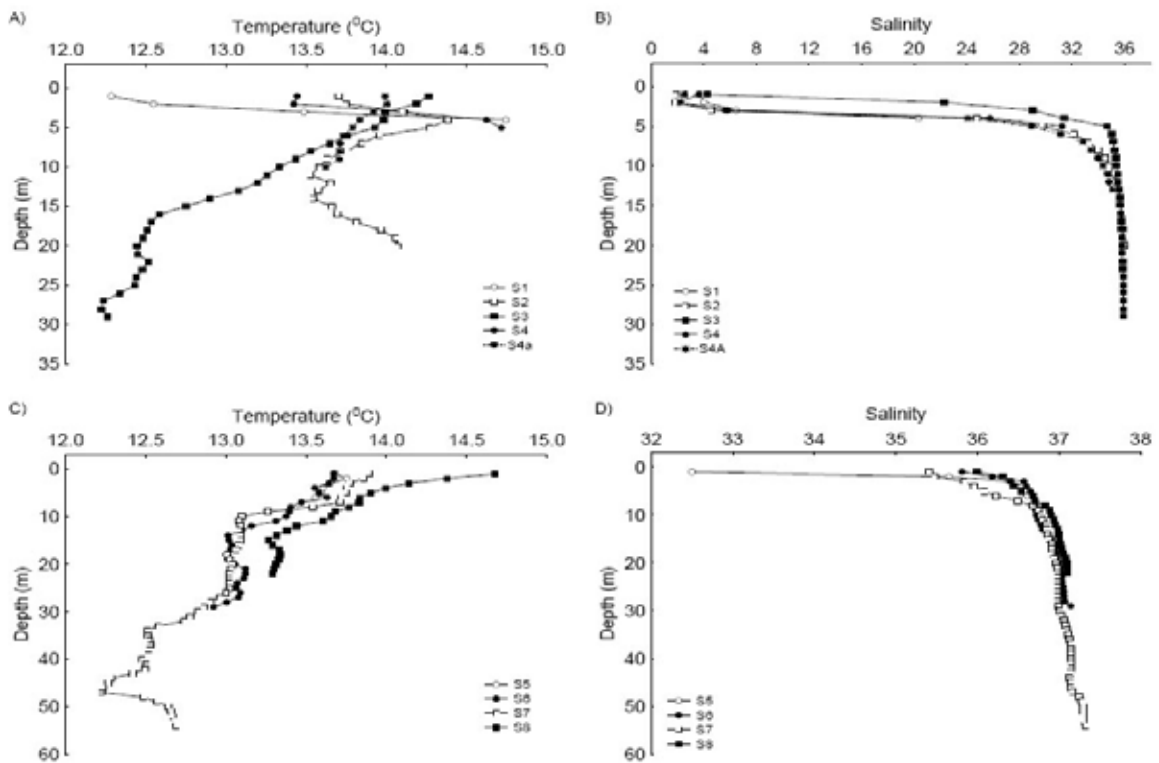 A)
Temperature (⁰C)
12.0 12.5 13.0 13.5 14.0 14.5 15.0
0
5
10
15
20
25
30
35
Depth (m)
S1
S2
S3
S4
S4a
B)
Salinity
0 4 8 12 16 20 24 28 32 36
0
5
10
15
20
25
30
35
Depth (m)
S1
S2
S3
S4
S4A
C)
Temperature (⁰C)
12.0 12.5 13.0 13.5 14.0 14.5 15.0
0
10
20
30
40
50
60
Depth (m)
S5
S6
S7
S8
D)
Salinity
32 33 34 35 36 37 38
0
10
20
30
40
50
60
Depth (m)
S5
S6
S7
S8